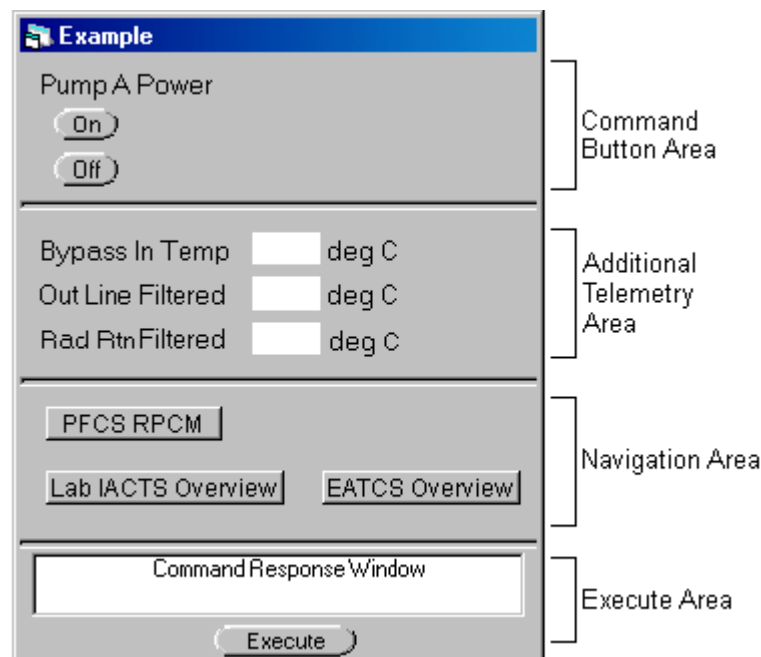 Example
Pump A Power
On
Off
Command
Button Area
Bypass In Temp deg C
Out Line Filtered deg C
Rad Rtn Filtered deg C
Additional
Telemetry
Area
PFCS RPCM
Lab IACTS Overview EATCS Overview
Navigation Area
Command Response Window
Execute
Execute Area